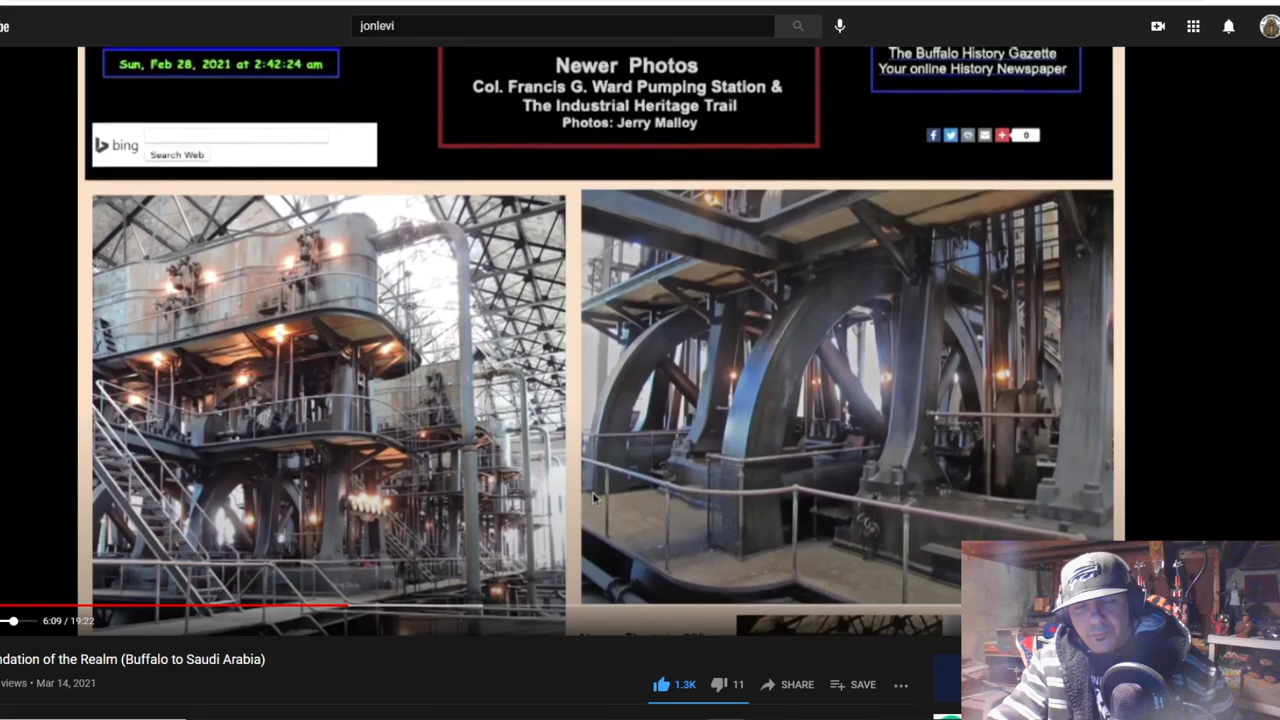 be
jonlevi
Sun, Feb 28, 2021 at 2:42:24 am
Newer Photos
Col. Francis G. Ward Pumping Station &
The Industrial Heritage Trail
Photos: Jerry Malloy
The Buffalo History Gazette
Your online History Newspaper
bing
Search Web
0
6:09 / 19:22
ndation of the Realm (Buffalo to Saudi Arabia)
views • Mar 14, 2021
1.3K
11
SHARE
SAVE